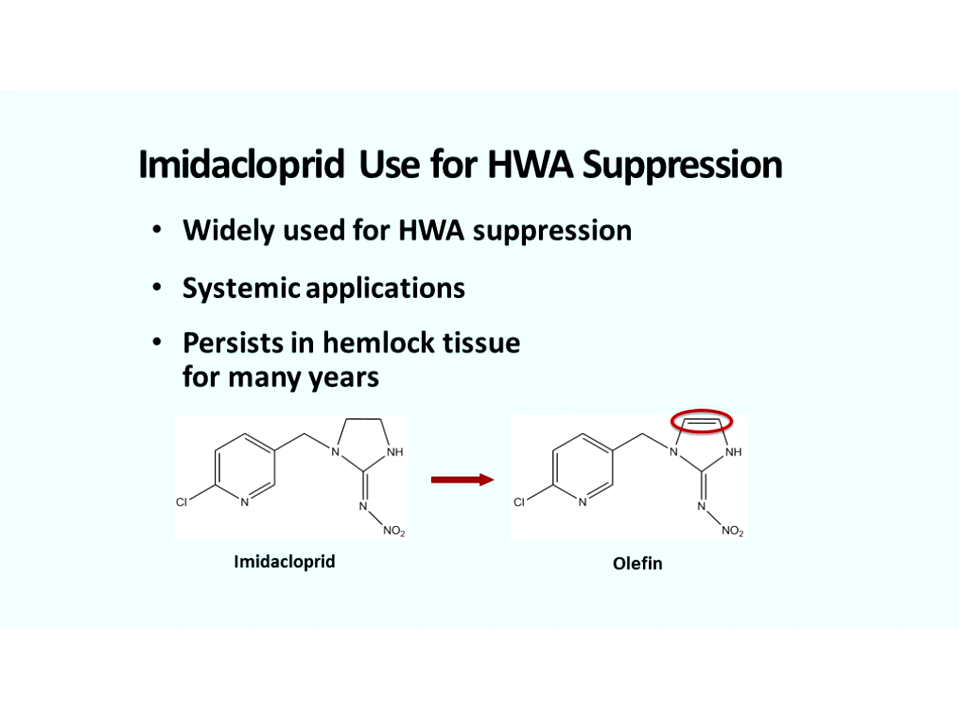 Imidacloprid Use for HWA Suppression
• Widely used for HWA suppression
• Systemic applications
• Persists in hemlock tissue
for many years
N
NH
Cl
N
N
NO₂
N
NH
Cl
N
N
NO₂
Imidacloprid
Olefin